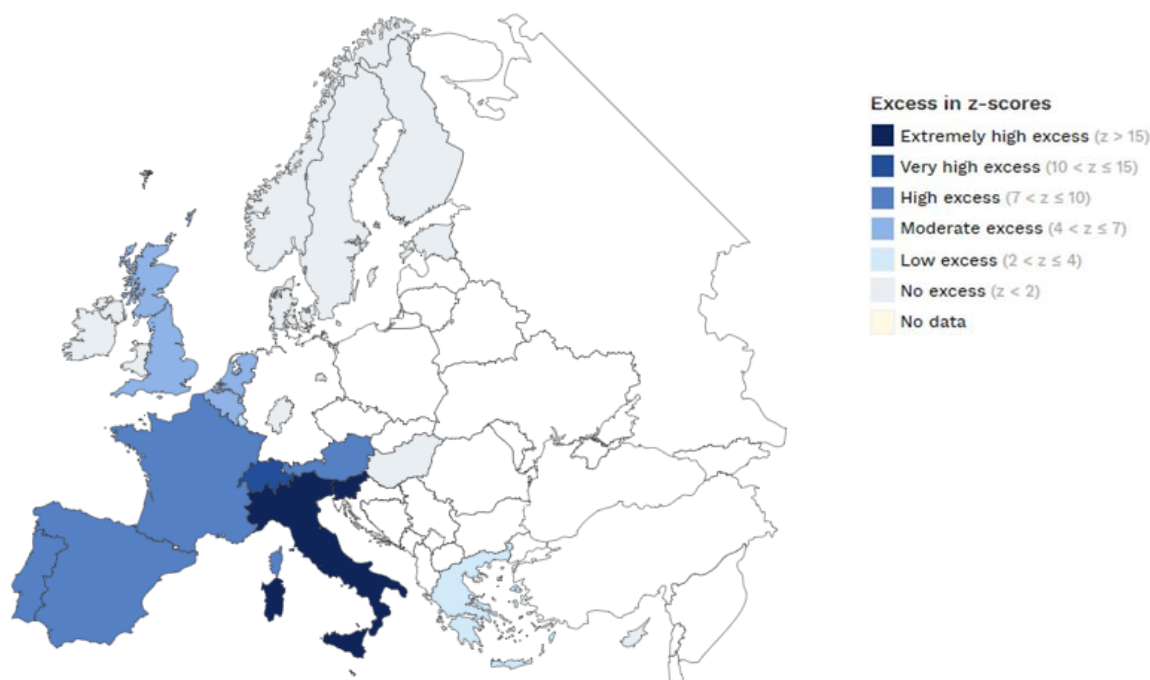 Excess in z-scores
Extremely high excess (z > 15)
Very high excess (10 < z ≤ 15)
High excess (7 < z ≤ 10)
Moderate excess (4 < z ≤ 7)
Low excess (2 < z ≤ 4)
No excess (z < 2)
No data